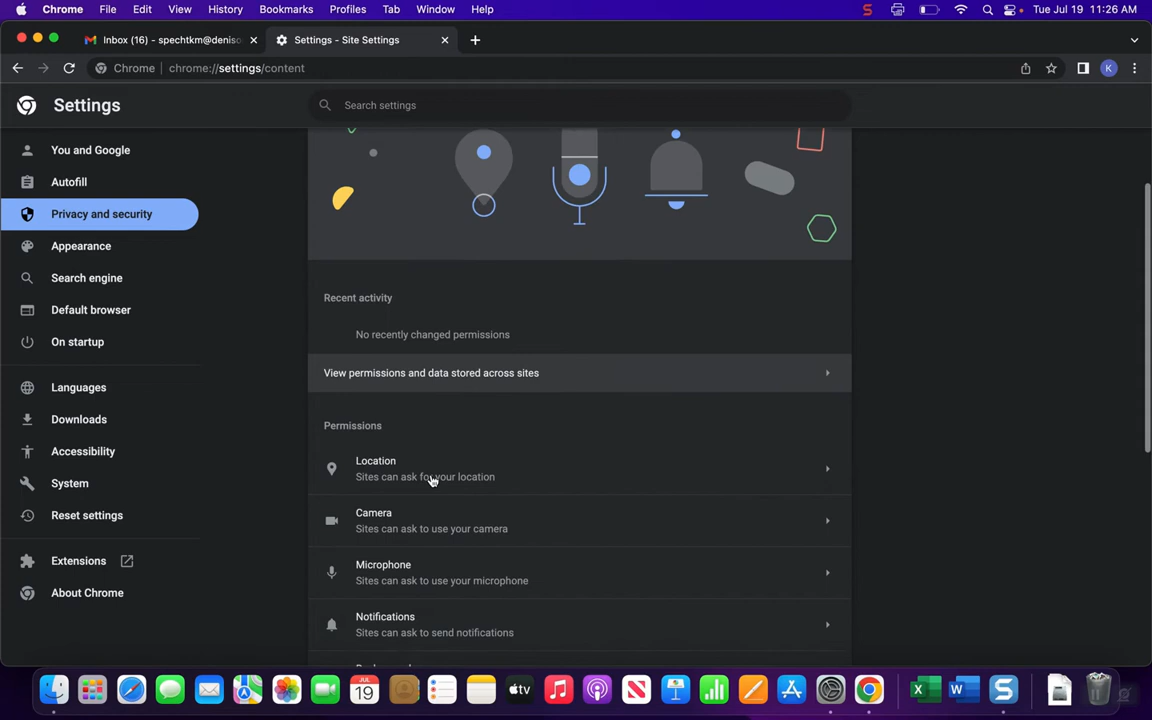 Chrome File Edit View History Bookmarks Profiles Tab Window Help Tue Jul 19 11:26 AM
Inbox (16) - spechtkm@deniso Settings - Site Settings
Chrome chrome://settings/content K
Settings
Search settings
You and Google
Autofill
Privacy and security
Appearance
Search engine
Default browser
On startup
Languages
Downloads
Accessibility
System
Reset settings
Extensions
About Chrome
Recent activity
No recently changed permissions
View permissions and data stored across sites
Permissions
Location
Sites can ask for your location
Camera
Sites can ask to use your camera
Microphone
Sites can ask to use your microphone
Notifications
Sites can ask to send notifications
JUL
19
tv